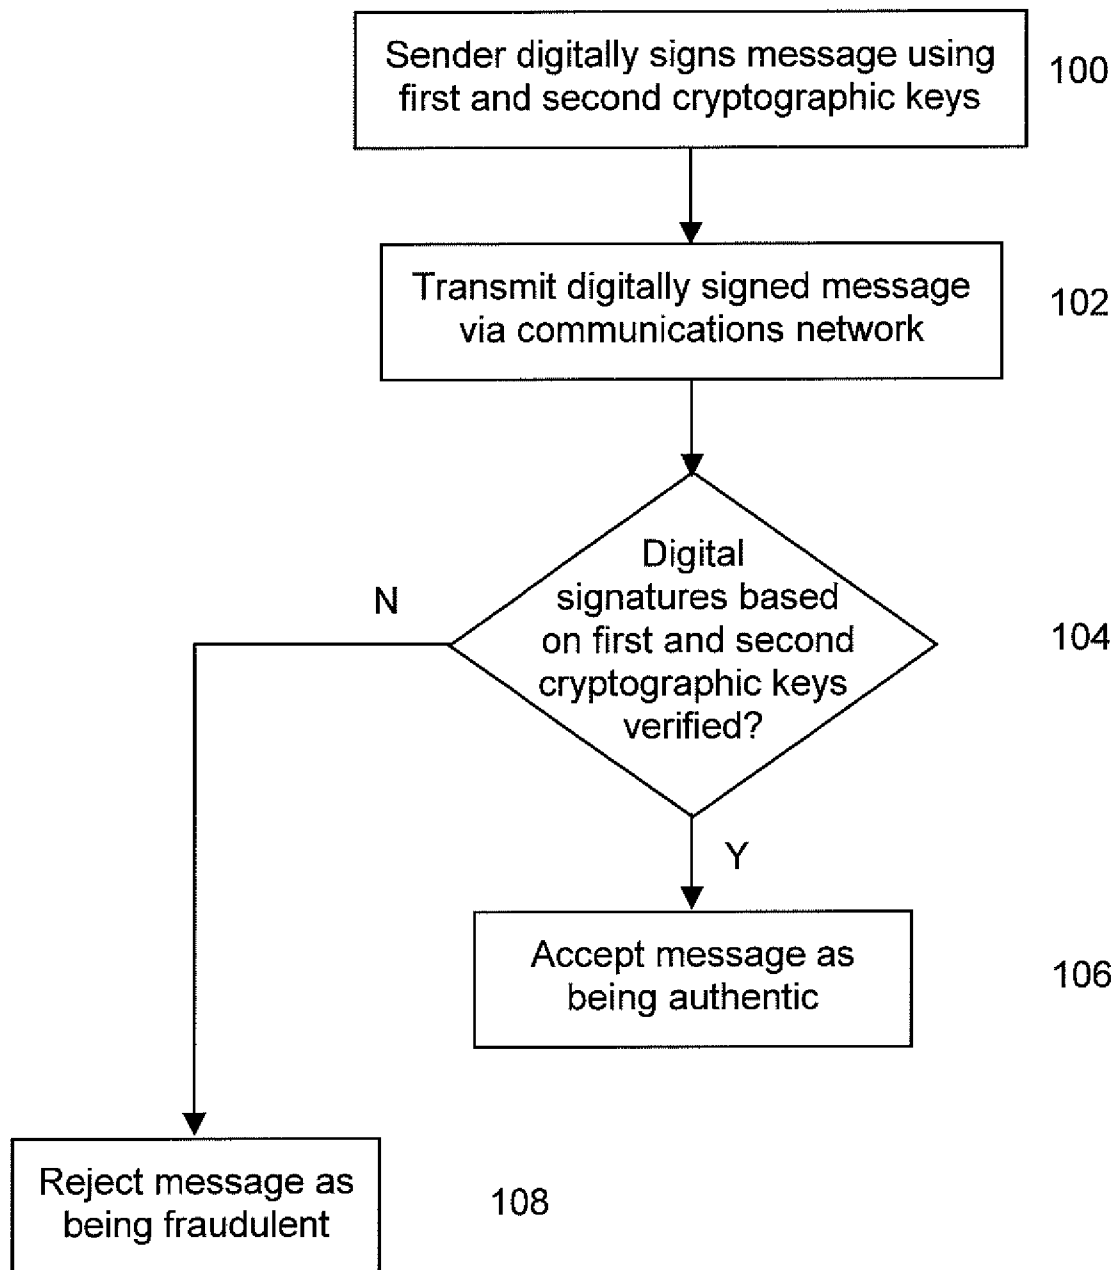 Sender digitally signs message using
first and second cryptographic keys
100
Transmit digitally signed message
via communications network
102
Digital
signatures based
on first and second
cryptographic keys
verified?
104
N
Y
Accept message as
being authentic
106
Reject message as
being fraudulent
108